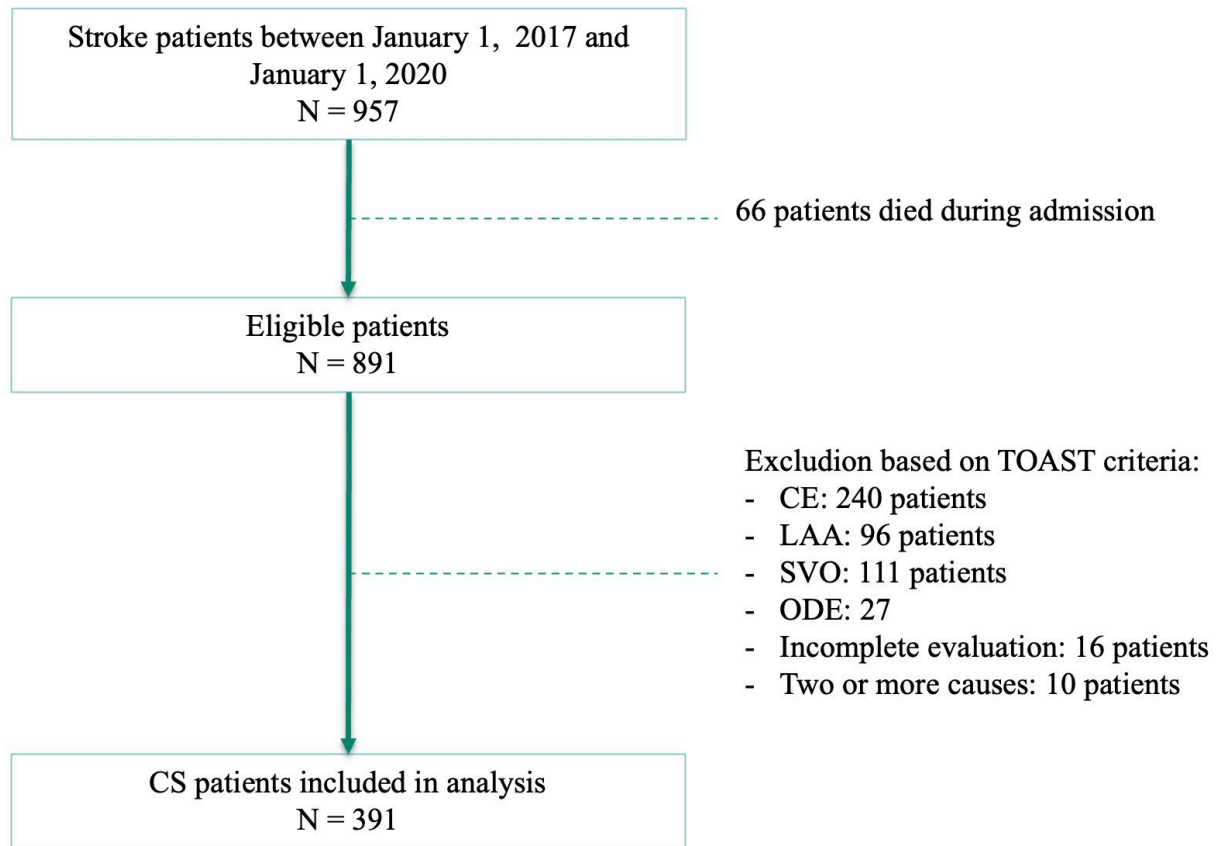 Stroke patients between January 1, 2017 and
January 1, 2020
N = 957
66 patients died during admission
Eligible patients
N = 891
Excludion based on TOAST criteria:
- CE: 240 patients
- LAA: 96 patients
- SVO: 111 patients
- ODE: 27
- Incomplete evaluation: 16 patients
- Two or more causes: 10 patients
CS patients included in analysis
N = 391